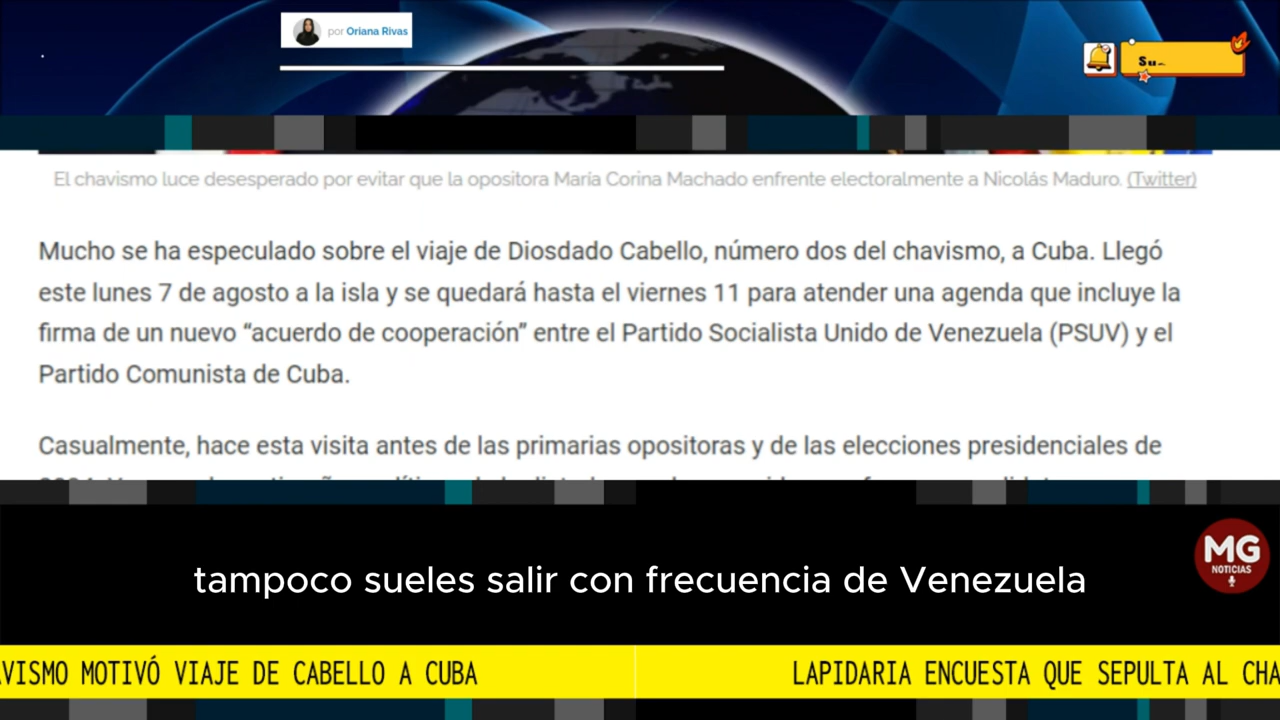 por Oriana Rivas
Su
El chavismo luce desesperado por evitar que la opositora María Corina Machado enfrente electoralmente a Nicolás Maduro. (Twitter)
Mucho se ha especulado sobre el viaje de Diosdado Cabello, número dos del chavismo, a Cuba. Llegó
este lunes 7 de agosto a la isla y se quedará hasta el viernes 11 para atender una agenda que incluye la
firma de un nuevo “acuerdo de cooperación” entre el Partido Socialista Unido de Venezuela (PSUV) y el
Partido Comunista de Cuba.
Casualmente, hace esta visita antes de las primarias opositoras y de las elecciones presidenciales de
MG
NOTICIAS
tampoco sueles salir con frecuencia de Venezuela
AVISMO MOTIVÓ VIAJE DE CABELLO A CUBA LAPIDARIA ENCUESTA QUE SEPULTA AL CHA